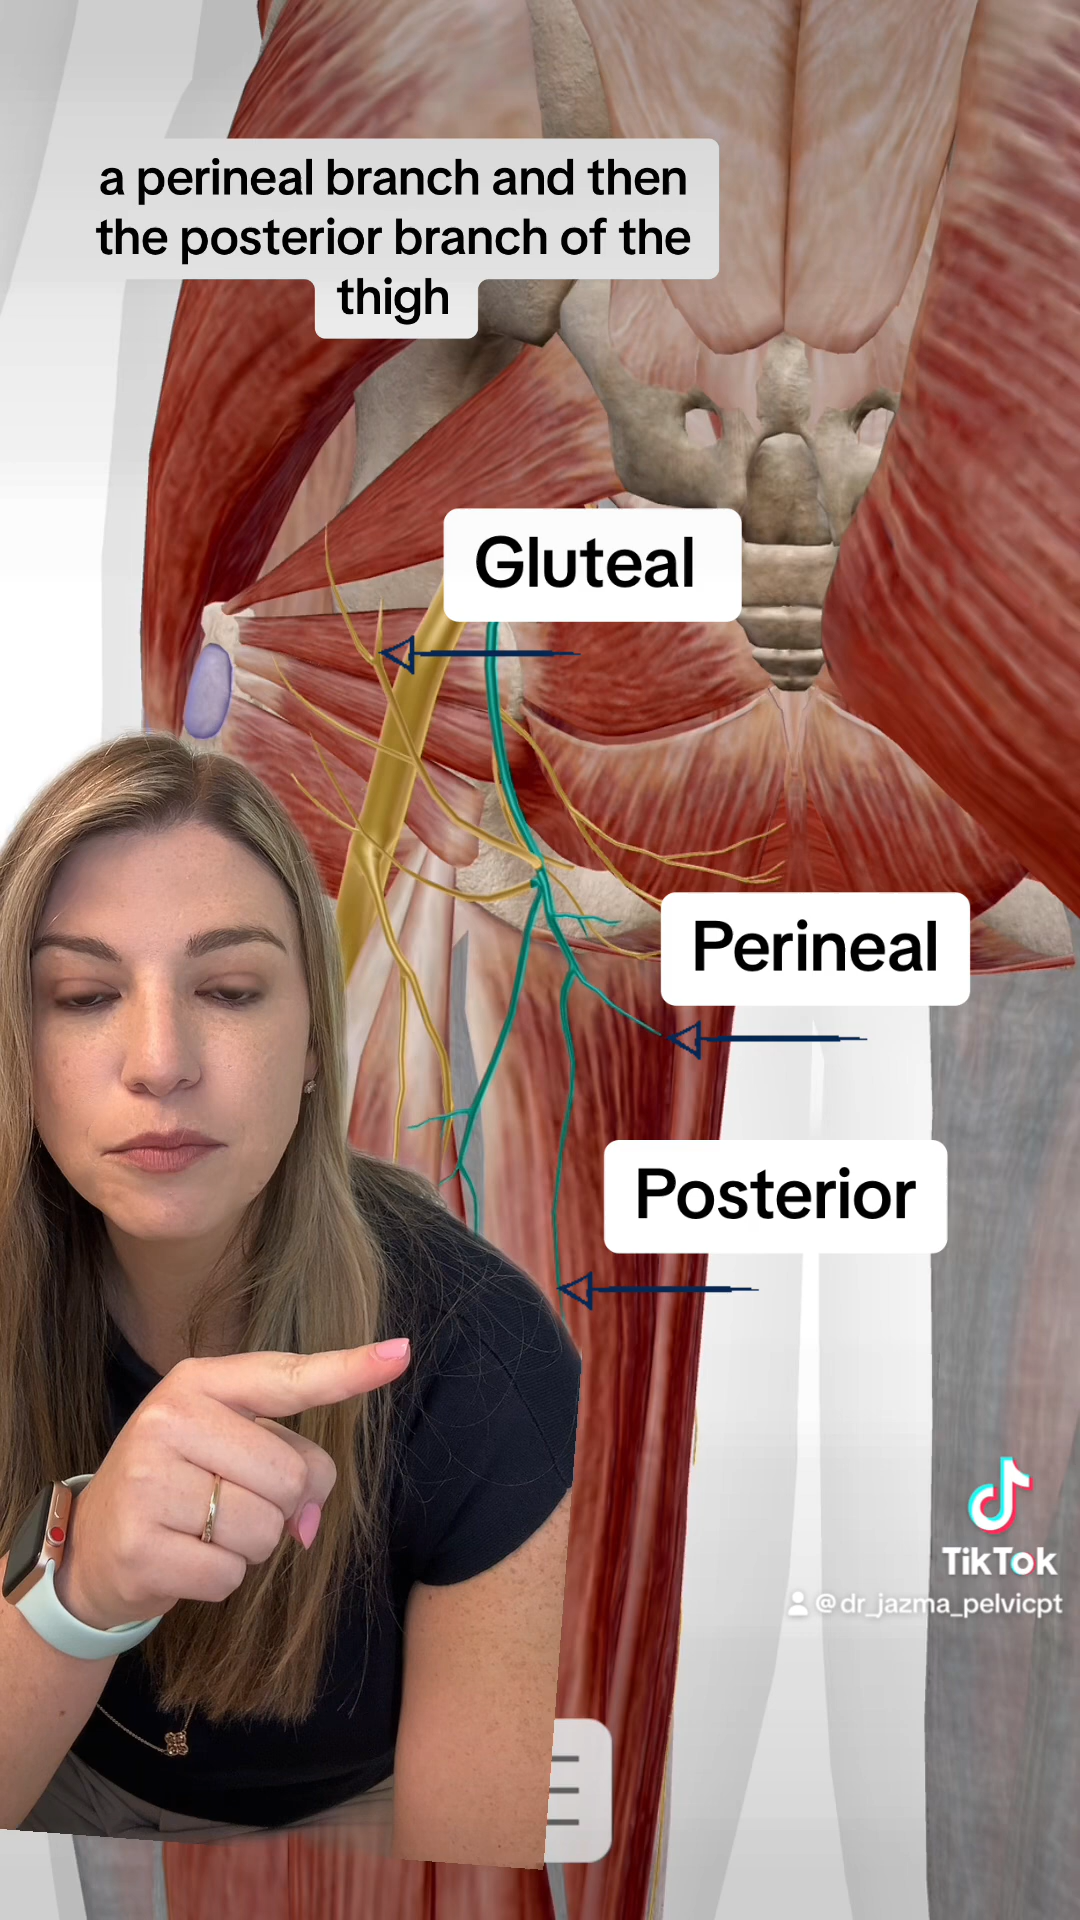 a perineal branch and then
the posterior branch of the
thigh
Gluteal
Perineal
Posterior
TikTok
@dr_jazma_pelvicpt